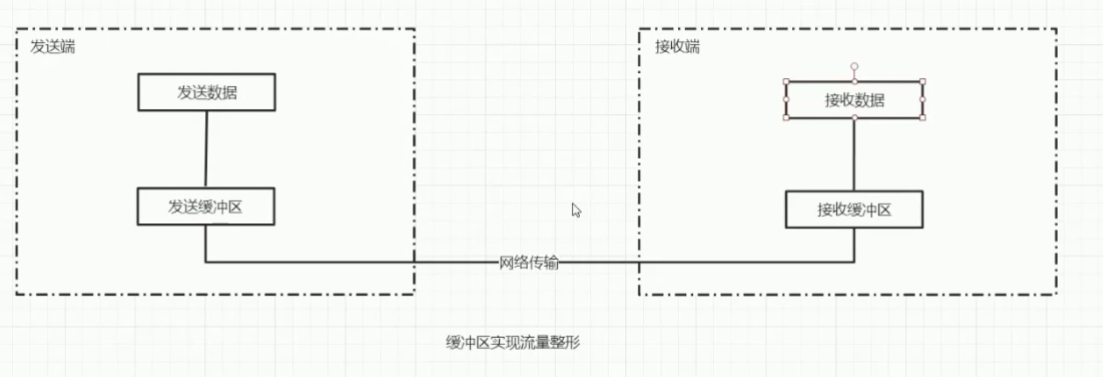 发送端
接收端
发送数据
接收数据
发送缓冲区
接收缓冲区
网络传输
缓冲区实现流量整形